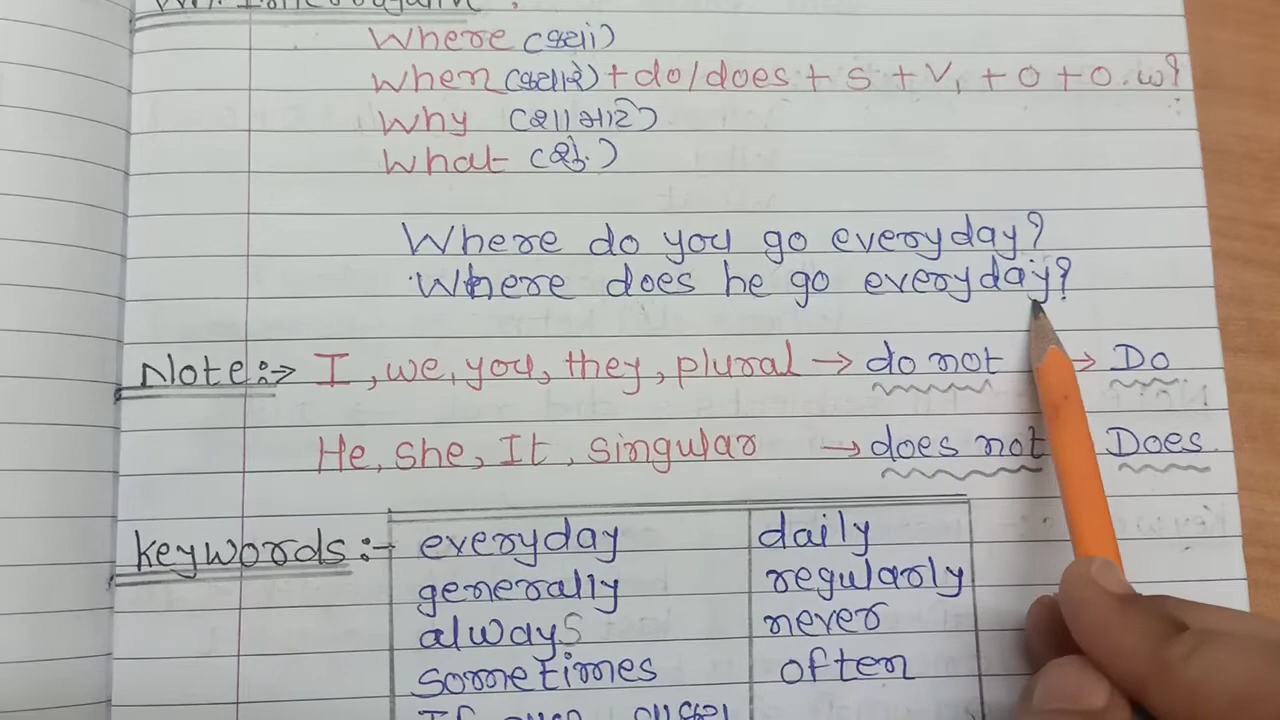 Where (ક્યાં)
When (ક્યારે) + do/does + S + V₁ + O + O.W?
Why (શા માટે)
What (શું)
Where do you go everyday?
Where does he go everyday?
Note:-> I, we, you, they, plural → do not → Do
He, she, It, singular → does not Does.
Keywords:- everyday daily
generally regularly
always never
sometimes often